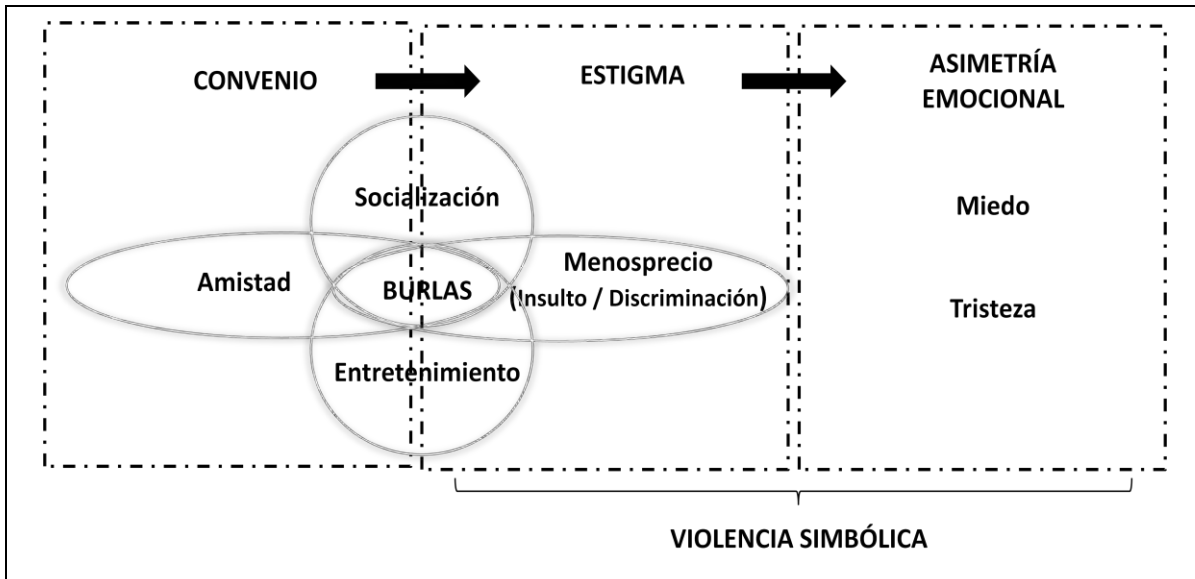 CONVENIO
ESTIGMA
ASIMETRÍA
EMOCIONAL
Socialización
Miedo
Amistad
BURLAS
Menosprecio
(Insulto / Discriminación)
Tristeza
Entretenimiento
VIOLENCIA SIMBÓLICA